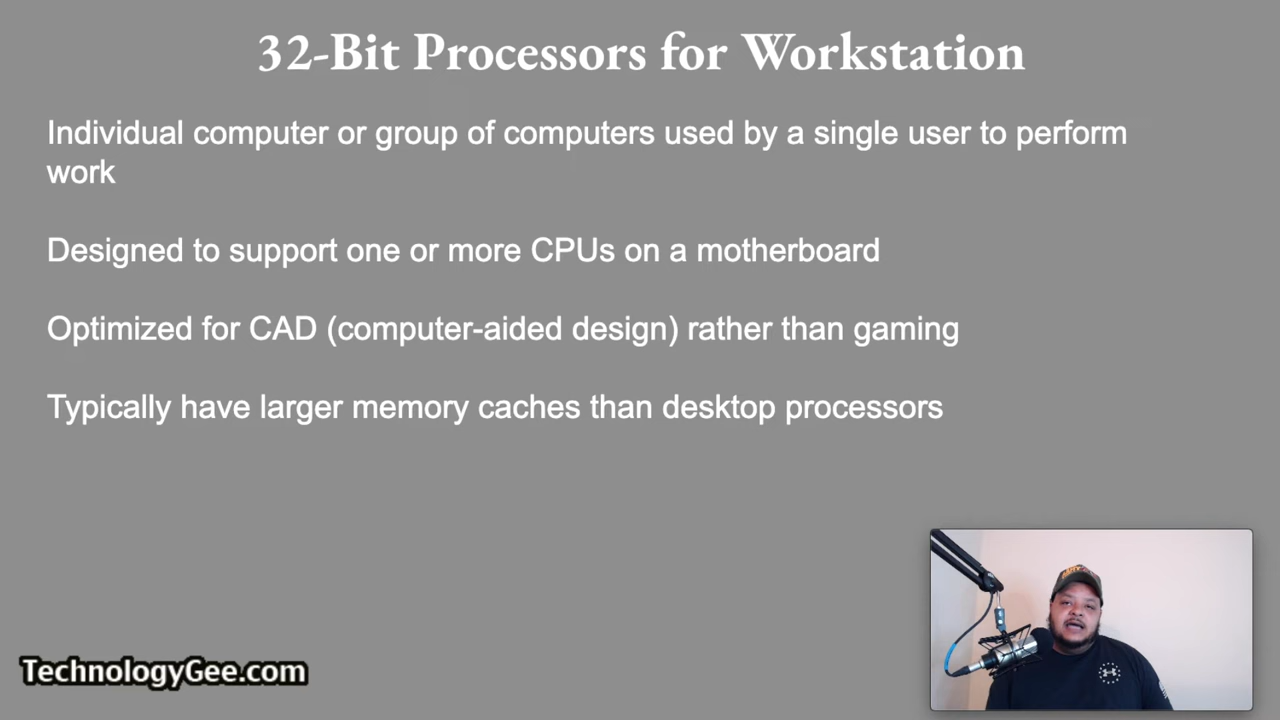 32-Bit Processors for Workstation
Individual computer or group of computers used by a single user to perform
work
Designed to support one or more CPUs on a motherboard
Optimized for CAD (computer-aided design) rather than gaming
Typically have larger memory caches than desktop processors
TechnologyGee.com